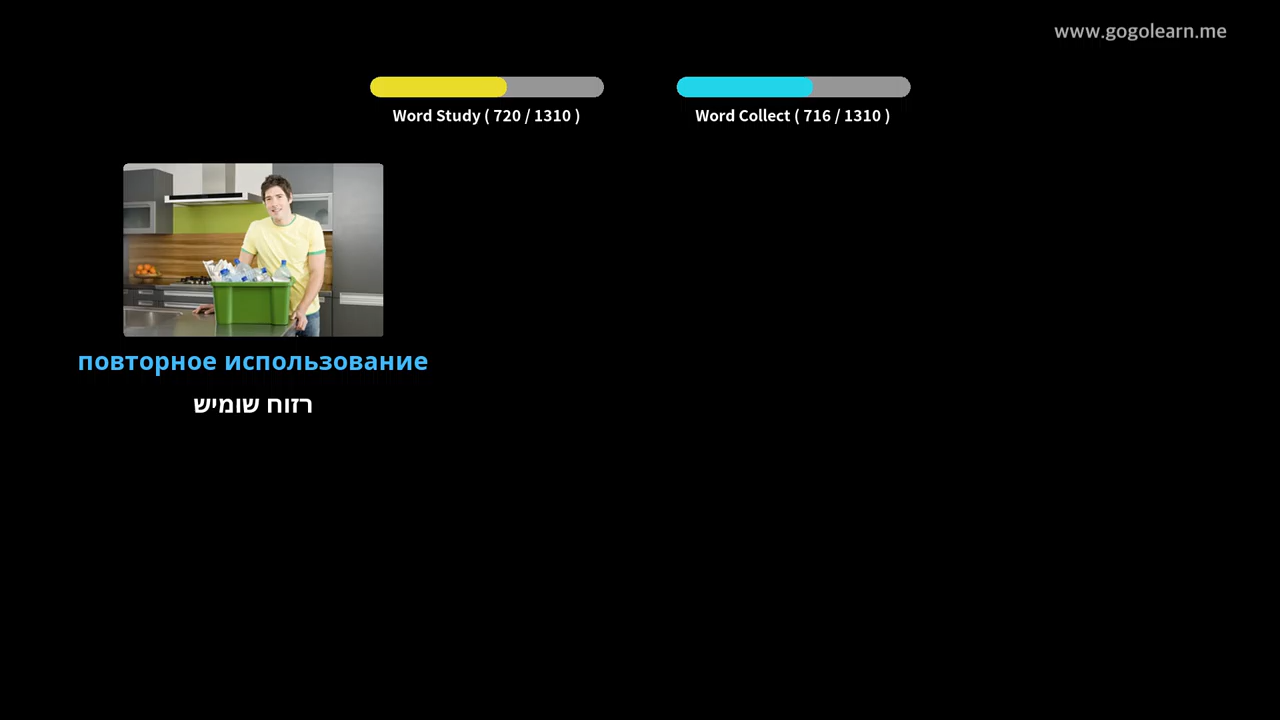 www.gogolearn.me
Word Study ( 720 / 1310 )
Word Collect ( 716 / 1310 )
повторное использование
רזוח שומיש